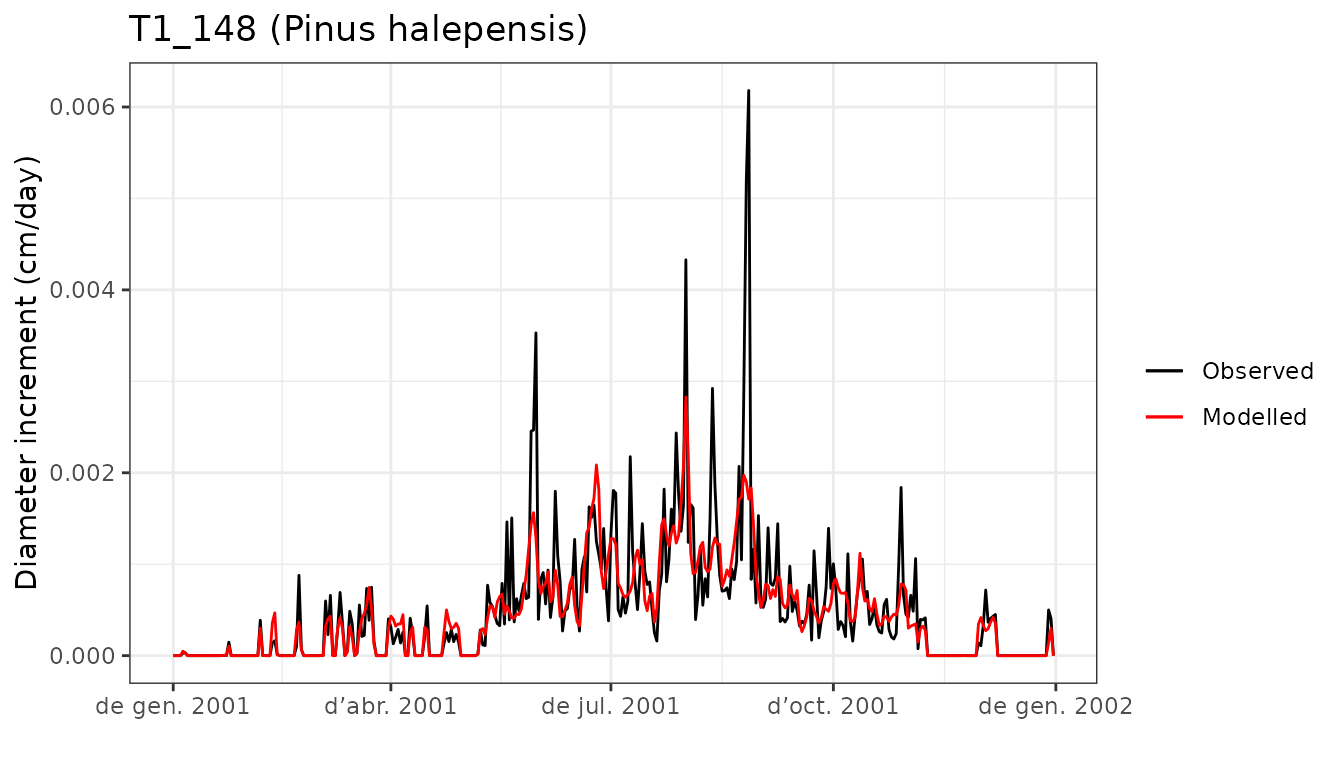 T1_148 (Pinus halepensis)
Diameter increment (cm/day)
0.006
0.004
0.002
0.000
de gen. 2001
d’abr. 2001
de jul. 2001
d’oct. 2001
de gen. 2002
Observed
Modelled